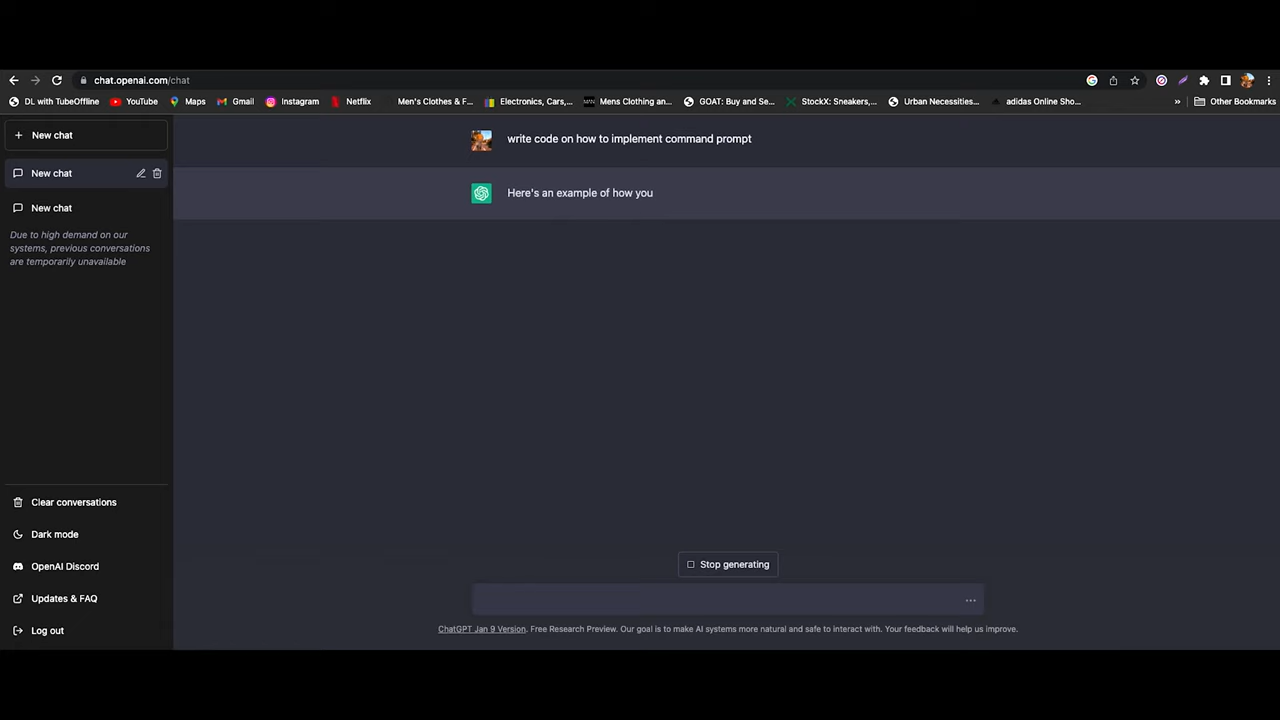 chat.openai.com/chat
DL with TubeOffline YouTube Maps Gmail Instagram Netflix Men's Clothes & F... Electronics, Cars,... Mens Clothing an... GOAT: Buy and Se... StockX: Sneakers,... Urban Necessities... adidas Online Sho... » Other Bookmarks
+ New chat
New chat
New chat
Due to high demand on our
systems, previous conversations
are temporarily unavailable
write code on how to implement command prompt
Here's an example of how you
Clear conversations
Dark mode
OpenAI Discord
Updates & FAQ
Log out
Stop generating
...
ChatGPT Jan 9 Version. Free Research Preview. Our goal is to make AI systems more natural and safe to interact with. Your feedback will help us improve.